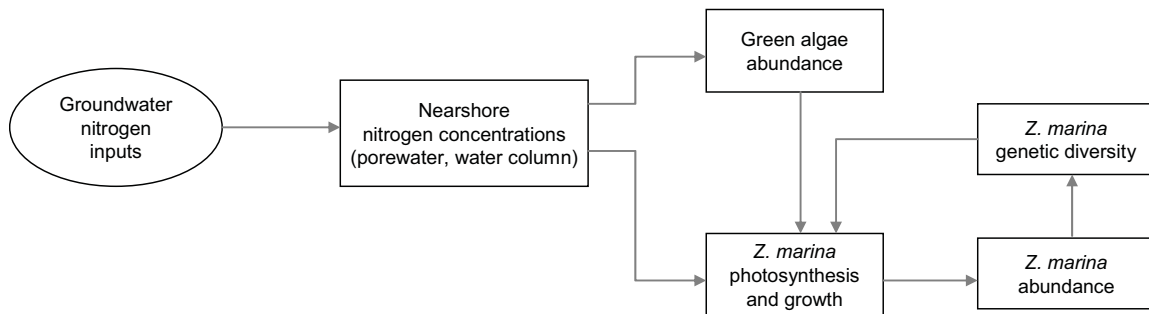 Groundwater
nitrogen
inputs
Nearshore
nitrogen concentrations
(porewater, water column)
Green algae
abundance
Z. marina
photosynthesis
and growth
Z. marina
genetic diversity
Z. marina
abundance